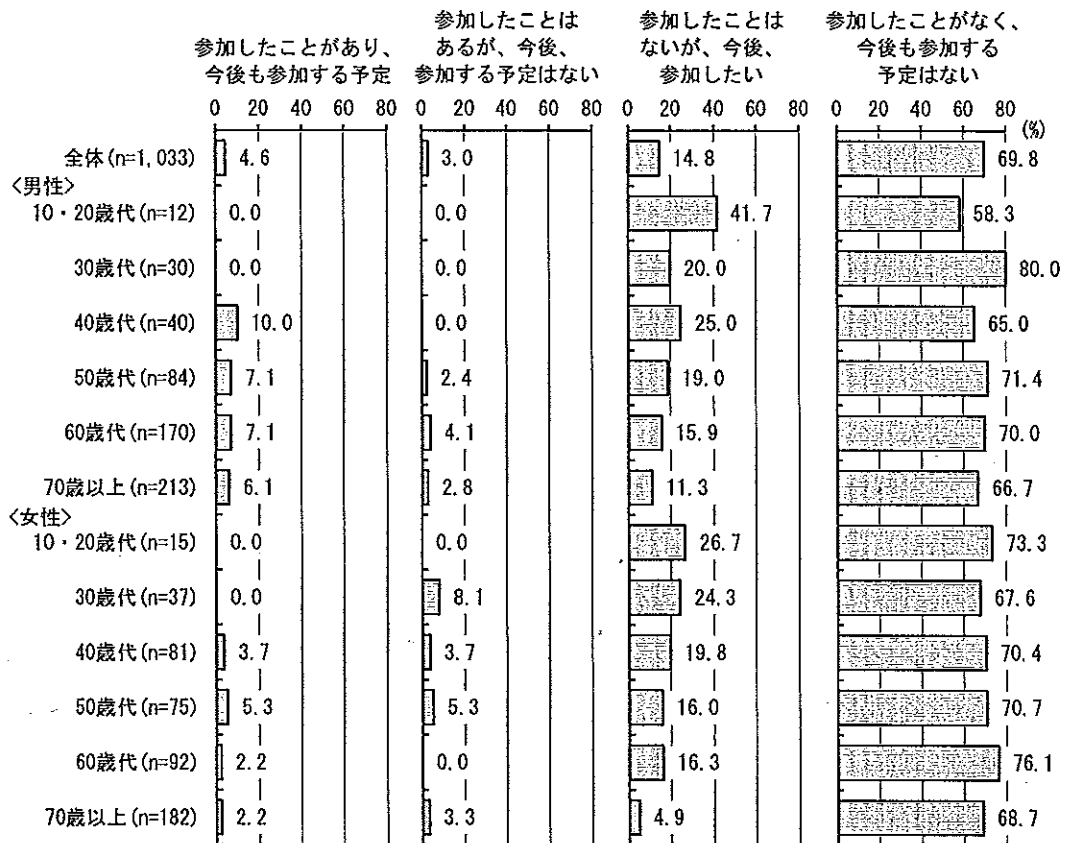 参加したことがあり、
今後も参加する予定
参加したことは
あるが、今後、
参加する予定はない
参加したことは
ないが、今後、
参加したい
参加したことがなく、
今後も参加する
予定はない
0 20 40 60 80 0 20 40 60 80 0 20 40 60 80 0 20 40 60 80
(%)
全体(n=1,033) 4.6 3.0 14.8 69.8
<男性>
10・20歳代(n=12) 0.0 0.0 41.7 58.3
30歳代(n=30) 0.0 0.0 20.0 80.0
40歳代(n=40) 10.0 0.0 25.0 65.0
50歳代(n=84) 7.1 2.4 19.0 71.4
60歳代(n=170) 7.1 4.1 15.9 70.0
70歳以上(n=213) 6.1 2.8 11.3 66.7
<女性>
10・20歳代(n=15) 0.0 0.0 26.7 73.3
30歳代(n=37) 0.0 8.1 24.3 67.6
40歳代(n=81) 3.7 3.7 19.8 70.4
50歳代(n=75) 5.3 5.3 16.0 70.7
60歳代(n=92) 2.2 0.0 16.3 76.1
70歳以上(n=182) 2.2 3.3 4.9 68.7